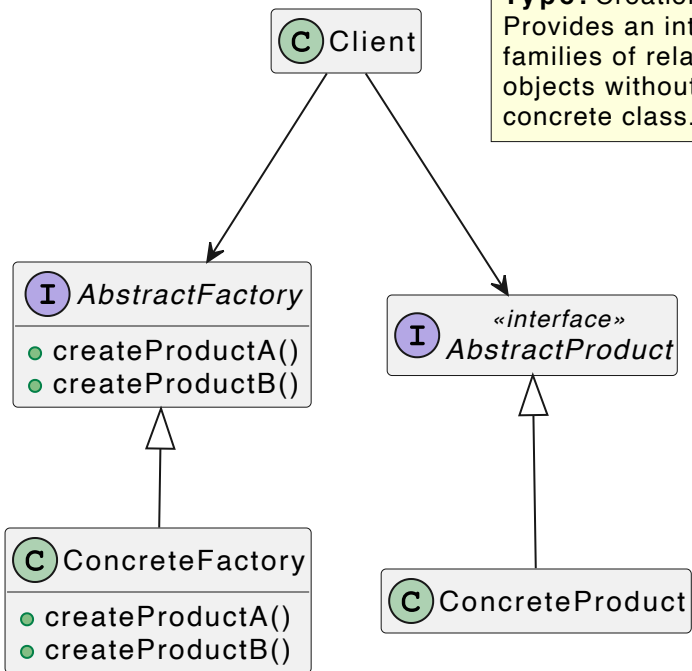 Type: Creation
Provides an int
families of rela
objects without
concrete class.
C Client
I AbstractFactory
createProductA()
createProductB()
«interface»
I AbstractProduct
C ConcreteFactory
createProductA()
createProductB()
C ConcreteProduct